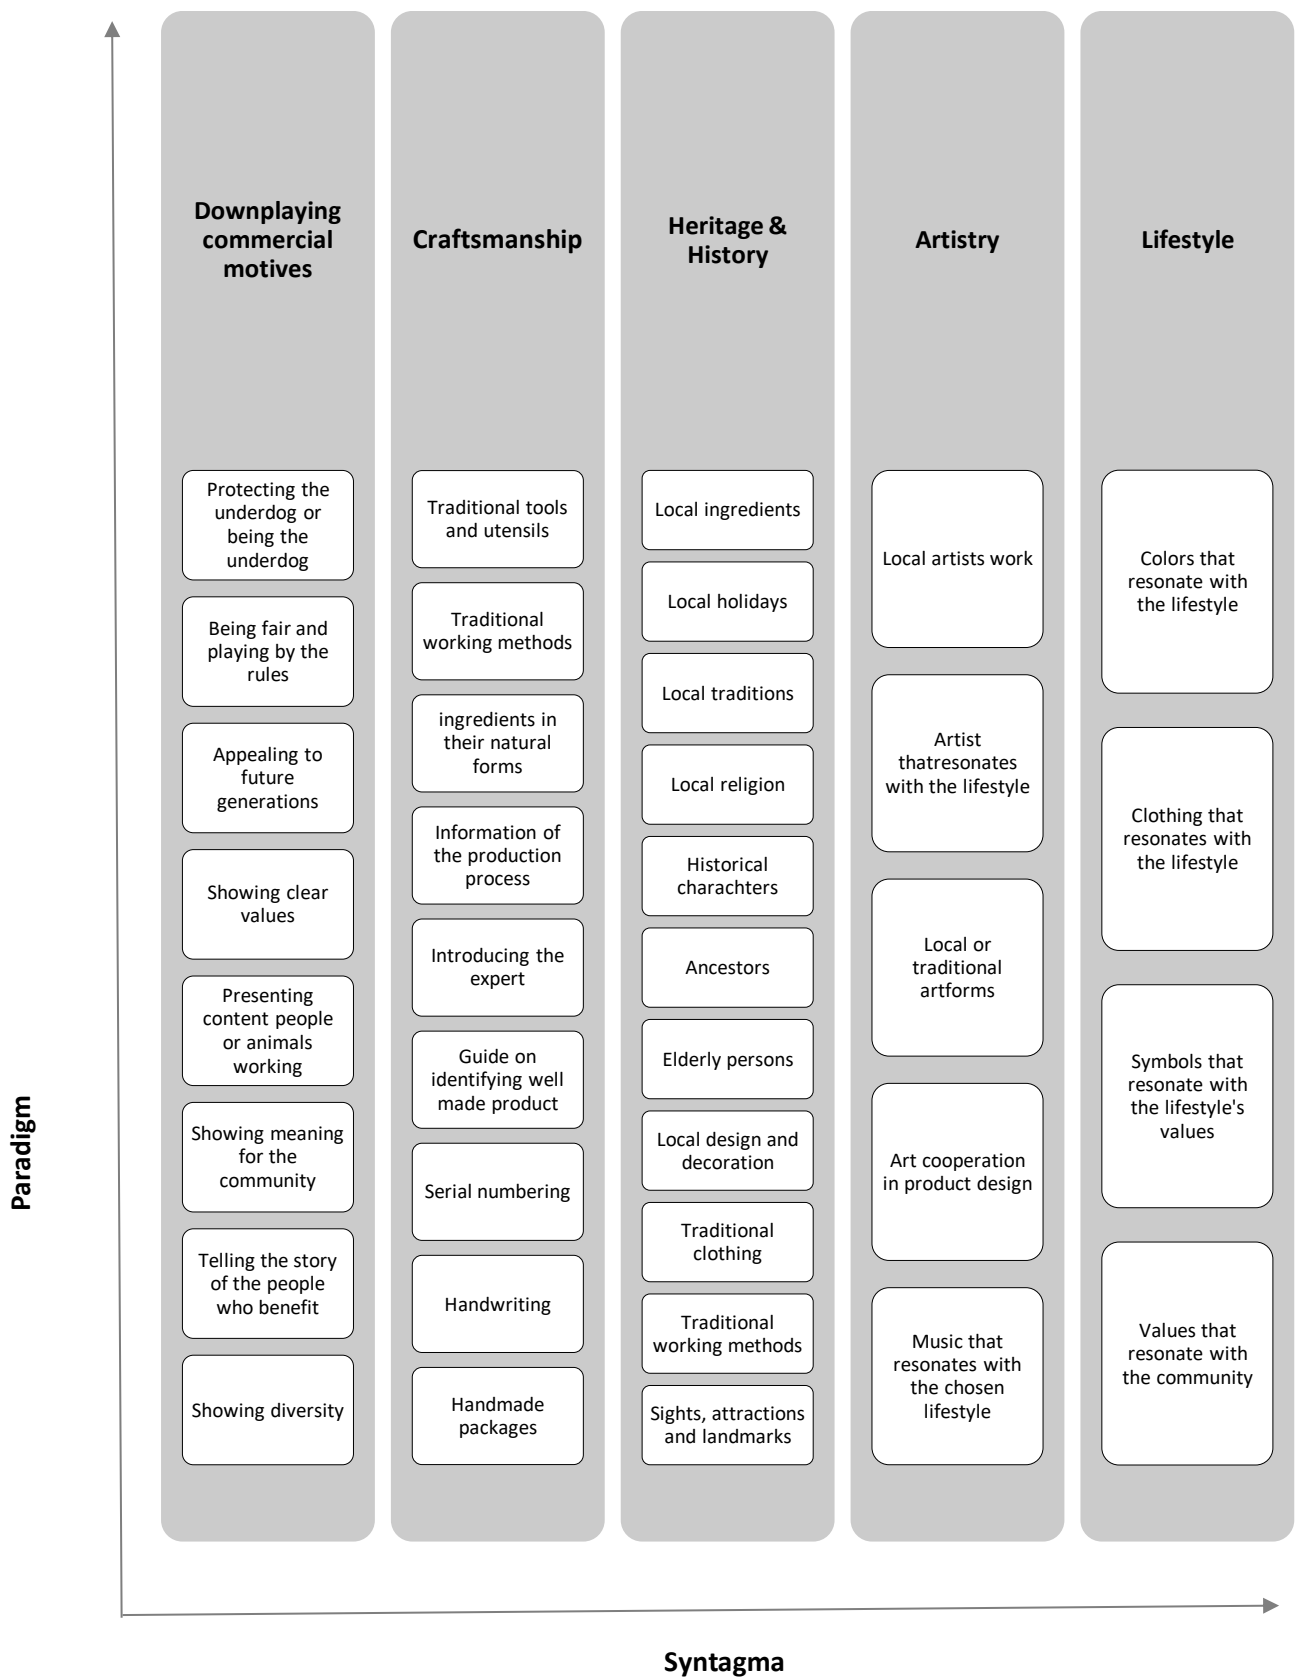 Downplaying
commercial
motives
Protecting the
underdog or
being the
underdog
Being fair and
playing by the
rules
Appealing to
future
generations
Showing clear
values
Presenting
content people
or animals
working
Showing meaning
for the
community
Telling the story
of the people
who benefit
Showing diversity
Craftsmanship
Traditional tools
and utensils
Traditional
working methods
ingredients in
their natural
forms
Information of
the production
process
Introducing the
expert
Guide on
identifying well
made product
Serial numbering
Handwriting
Handmade
packages
Heritage &
History
Local ingredients
Local holidays
Local traditions
Local religion
Historical
charachters
Ancestors
Elderly persons
Local design and
decoration
Traditional
clothing
Traditional
working methods
Sights, attractions
and landmarks
Artistry
Local artists work
Artist
thatresonates
with the lifestyle
Local or
traditional
artforms
Art cooperation
in product design
Music that
resonates with
the chosen
lifestyle
Lifestyle
Colors that
resonate with
the lifestyle
Clothing that
resonates with
the lifestyle
Symbols that
resonate with
the lifestyle's
values
Values that
resonate with
the community
Paradigm
Syntagma